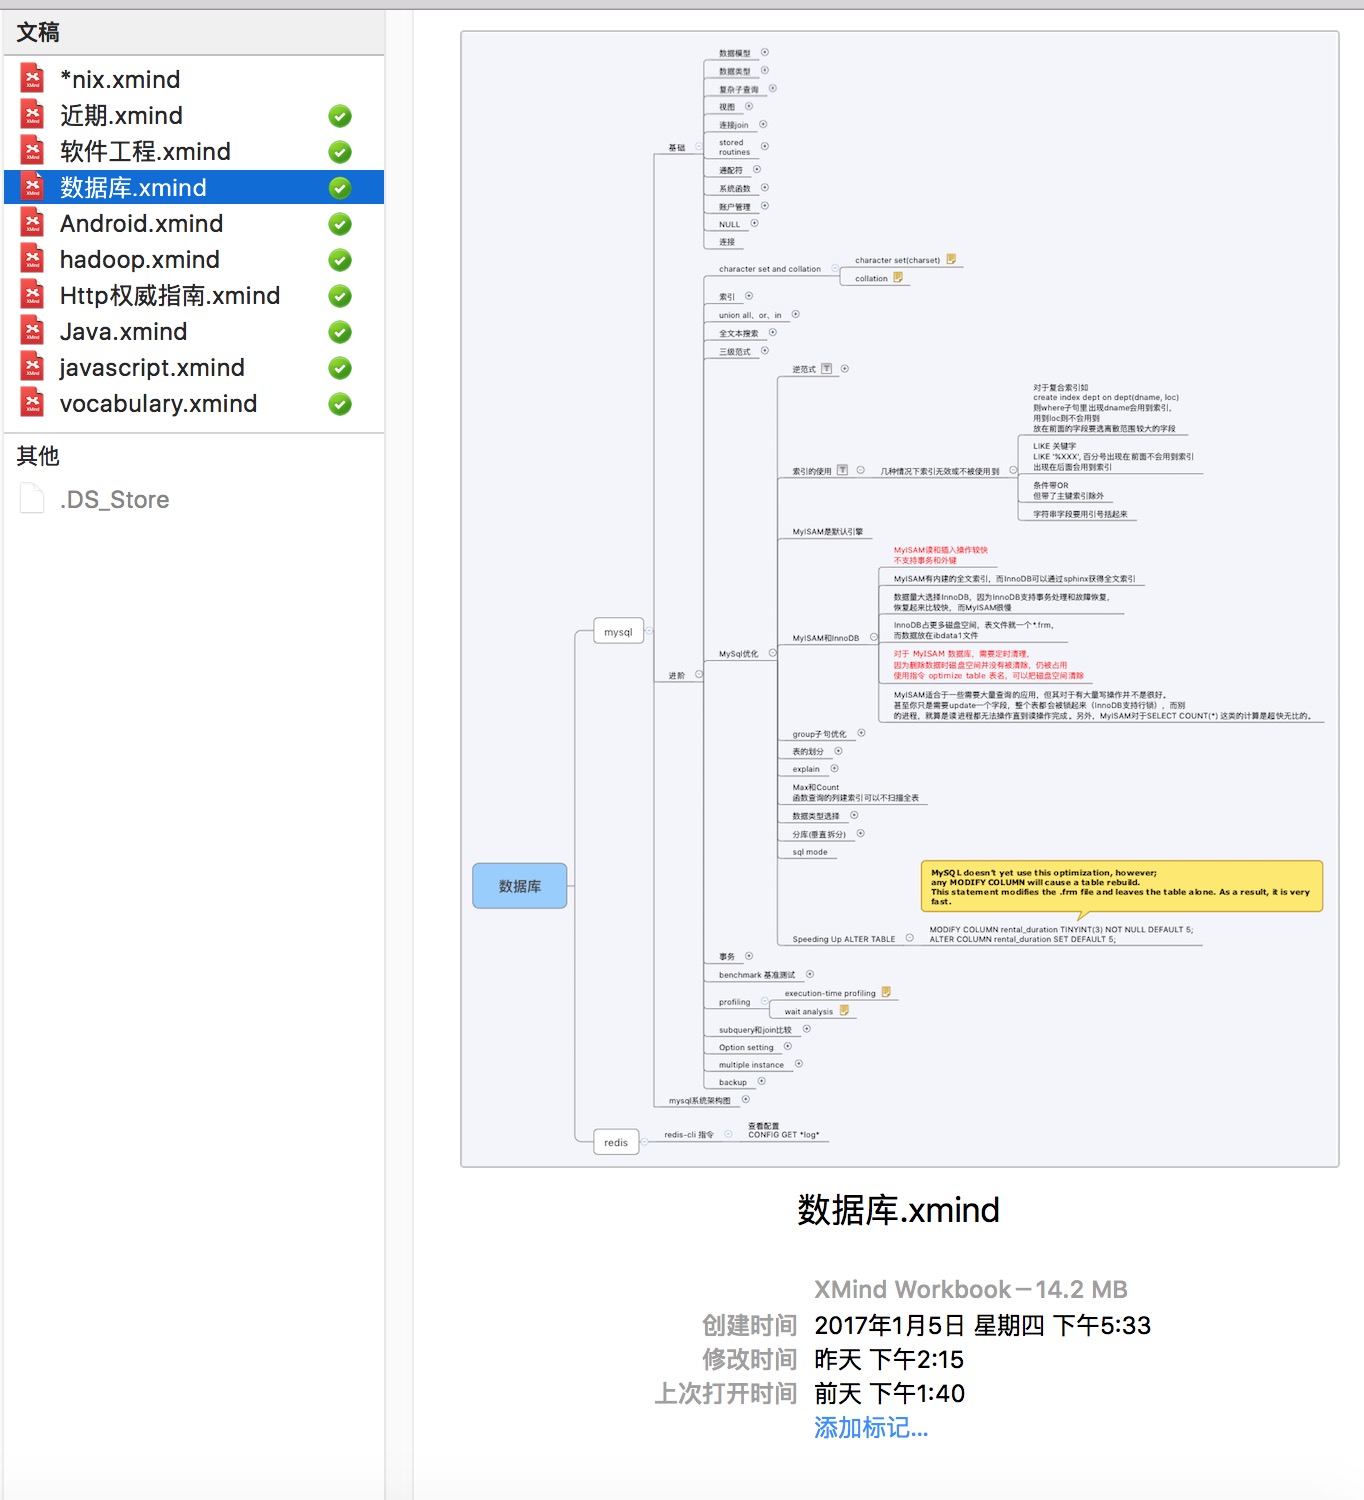 文稿
*nix.xmind
近期.xmind
软件工程.xmind
数据库.xmind
Android.xmind
hadoop.xmind
Http权威指南.xmind
Java.xmind
javascript.xmind
vocabulary.xmind
其他
.DS_Store
数据库
mysql
基础
数据模型
数据类型
复杂子查询
视图
连接join
stored
routines
通配符
系统函数
账户管理
NULL
连接
进阶
character set and collation
character set(charset)
collation
索引
union all、or、in
全文本搜索
三级范式
MySql优化
逆范式
索引的使用
几种情况下索引无效或不被使用到
对于复合索引如
create index dept on dept(dname, loc)
则where子句里出现dname会用到索引，
用到loc则不会用到
放在前面的字段要选离散范围较大的字段
LIKE 关键字
LIKE '%XXX', 百分号出现在前面不会用到索引
出现在后面会用到索引
条件带OR
但带了主键索引除外
字符串字段要用引号括起来
MyISAM是默认引擎
MyISAM和InnoDB
MyISAM读和插入操作较快
不支持事务和外键
MyISAM有内建的全文索引，而InnoDB可以通过sphinx获得全文索引
数据量大选择InnoDB，因为InnoDB支持事务处理和故障恢复，
恢复起来比较快，而MyISAM很慢
InnoDB占更多磁盘空间，表文件就一个*.frm，
而数据放在ibdata1文件
对于 MyISAM 数据库，需要定时清理，
因为删除数据时磁盘空间并没有被清除，仍被占用
使用指令 optimize table 表名，可以把磁盘空间清除
MyISAM适合于一些需要大量查询的应用，但其对于有大量写操作并不是很好。
甚至你只是需要update一个字段，整个表都会被锁起来（InnoDB支持行锁），而别
的进程，就算是读进程都无法操作直到读操作完成。另外，MyISAM对于SELECT COUNT(*) 这类的计算是超快无比的。
group子句优化
表的划分
explain
Max和Count
函数查询的列建索引可以不扫描全表
数据类型选择
分库(垂直拆分)
sql mode
MySQL doesn't yet use this optimization, however;
any MODIFY COLUMN will cause a table rebuild.
This statement modifies the .frm file and leaves the table alone. As a result, it is very
fast.
Speeding Up ALTER TABLE
MODIFY COLUMN rental_duration TINYINT(3) NOT NULL DEFAULT 5;
ALTER COLUMN rental_duration SET DEFAULT 5;
事务
benchmark 基准测试
profiling
execution-time profiling
wait analysis
subquery和join比较
Option setting
multiple instance
backup
mysql系统架构图
redis
redis-cli 指令
查看配置
CONFIG GET *log*
数据库.xmind
XMind Workbook — 14.2 MB
创建时间 2017年1月5日 星期四 下午5:33
修改时间 昨天 下午2:15
上次打开时间 前天 下午1:40
添加标记...